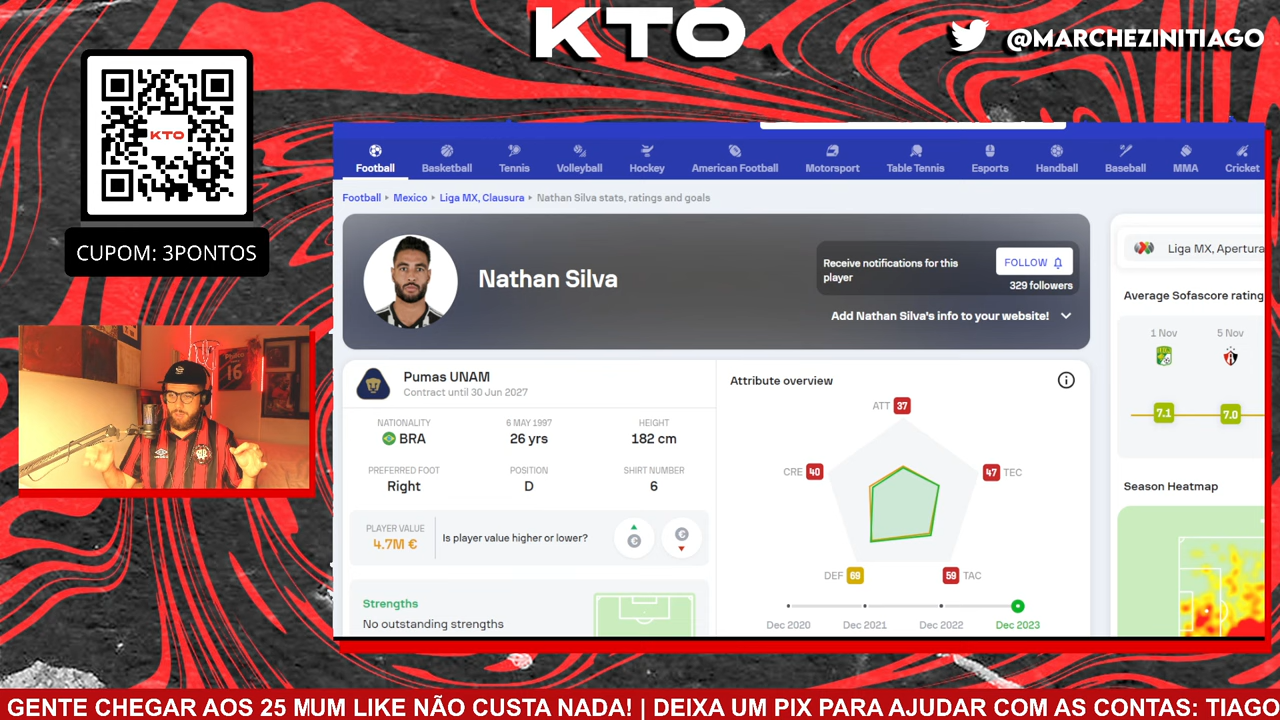 KTO
@MARCHEZINITIAGO
KTO
CUPOM: 3PONTOS
16
Football
Basketball
Tennis
Volleyball
Hockey
American Football
Motorsport
Table Tennis
Esports
Handball
Baseball
MMA
Cricket
Football
Mexico
Liga MX, Clausura
Nathan Silva stats, ratings and goals
Nathan Silva
Receive notifications for this
player
FOLLOW
329 followers
Add Nathan Silva's info to your website!
Pumas UNAM
Contract until 30 Jun 2027
NATIONALITY
6 MAY 1997
HEIGHT
BRA
26 yrs
182 cm
PREFERRED FOOT
POSITION
SHIRT NUMBER
Right
D
6
PLAYER VALUE
4.7M €
Is player value higher or lower?
Strengths
No outstanding strengths
Attribute overview
ATT 37
CRE 40
47 TEC
DEF 69
59 TAC
Dec 2020
Dec 2021
Dec 2022
Dec 2023
Liga MX, Apertura
Average Sofascore rating
1 Nov
5 Nov
7.1
7.0
Season Heatmap
GENTE CHEGAR AOS 25 MUM LIKE NÃO CUSTA NADA! | DEIXA UM PIX PARA AJUDAR COM AS CONTAS: TIAGO